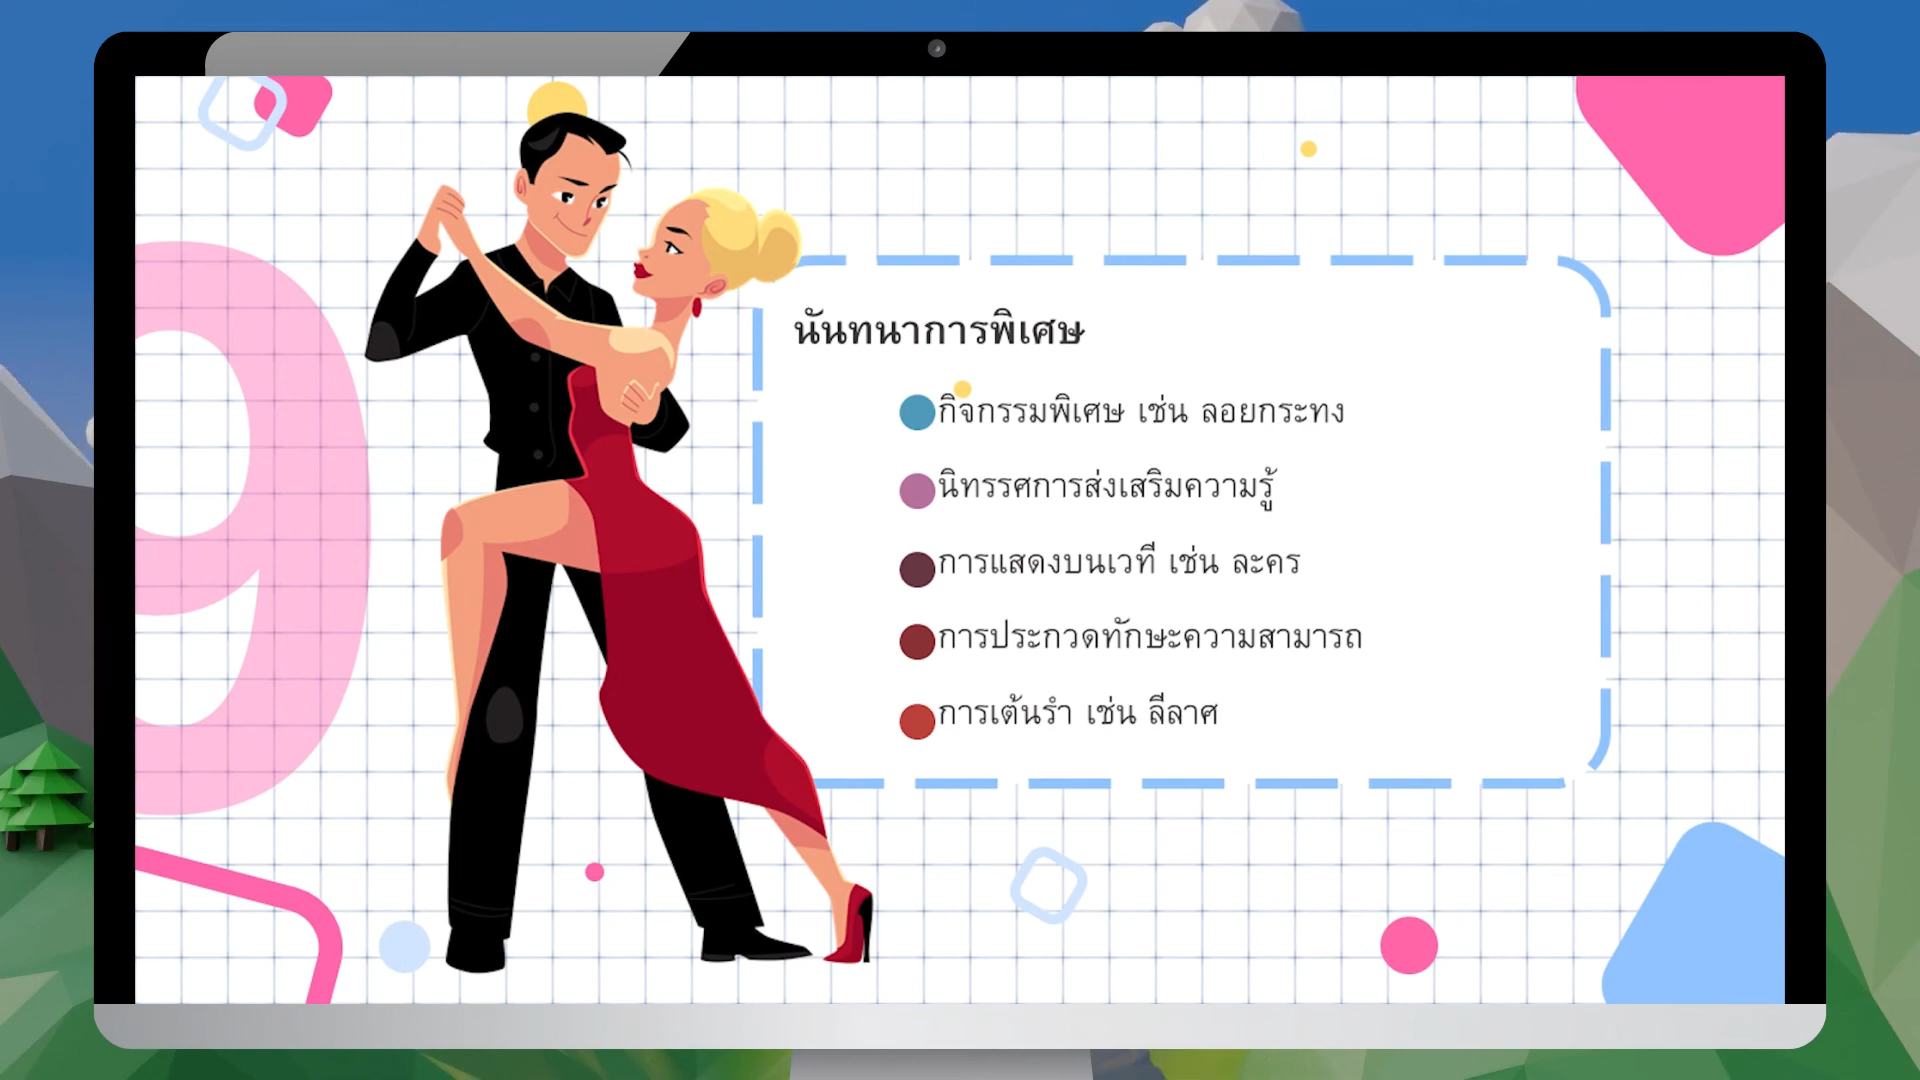 9
นันทนาการพิเศษ
กิจกรรมพิเศษ เช่น ลอยกระทง
นิทรรศการส่งเสริมความรู้
การแสดงบนเวที เช่น ละคร
การประกวดทักษะความสามารถ
การเต้นรำ เช่น ลีลาศ